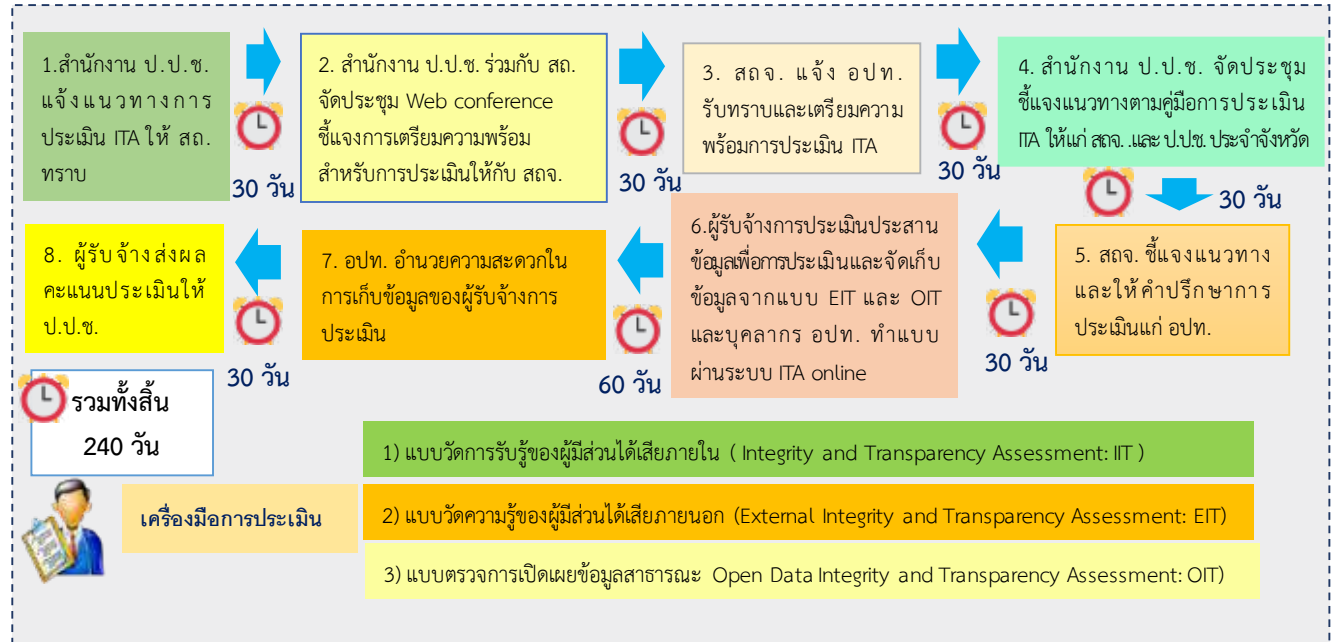 1.สำนักงาน ป.ป.ช.
แจ้งแนวทางการ
ประเมิน ITA ให้ สถ.
ทราบ
30 วัน
2. สำนักงาน ป.ป.ช. ร่วมกับ สถ.
จัดประชุม Web conference
ชี้แจงการเตรียมความพร้อม
สำหรับการประเมินให้กับ สถจ.
30 วัน
3. สถจ. แจ้ง อปท.
รับทราบและเตรียมความ
พร้อมการประเมิน ITA
30 วัน
4. สำนักงาน ป.ป.ช. จัดประชุม
ชี้แจงแนวทางตามคู่มือการประเมิน
ITA ให้แก่ สถจ. .และ ป.ป.ช. ประจำจังหวัด
30 วัน
5. สถจ. ชี้แจงแนวทาง
และให้คำปรึกษาการ
ประเมินแก่ อปท.
30 วัน
6.ผู้รับจ้างการประเมินประสาน
ข้อมูลเพื่อการประเมินและจัดเก็บ
ข้อมูลจากแบบ EIT และ OIT
และบุคลากร อปท. ทำแบบ
ผ่านระบบ ITA online
60 วัน
7. อปท. อำนวยความสะดวกใน
การเก็บข้อมูลของผู้รับจ้างการ
ประเมิน
30 วัน
8. ผู้รับจ้างส่งผล
คะแนนประเมินให้
ป.ป.ช.
รวมทั้งสิ้น
240 วัน
เครื่องมือการประเมิน
1) แบบวัดการรับรู้ของผู้มีส่วนได้เสียภายใน ( Integrity and Transparency Assessment: IIT )
2) แบบวัดความรู้ของผู้มีส่วนได้เสียภายนอก (External Integrity and Transparency Assessment: EIT)
3) แบบตรวจการเปิดเผยข้อมูลสาธารณะ Open Data Integrity and Transparency Assessment: OIT)